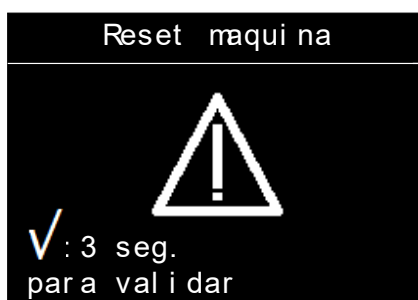 Reset maquina
√: 3 seg.
para validar